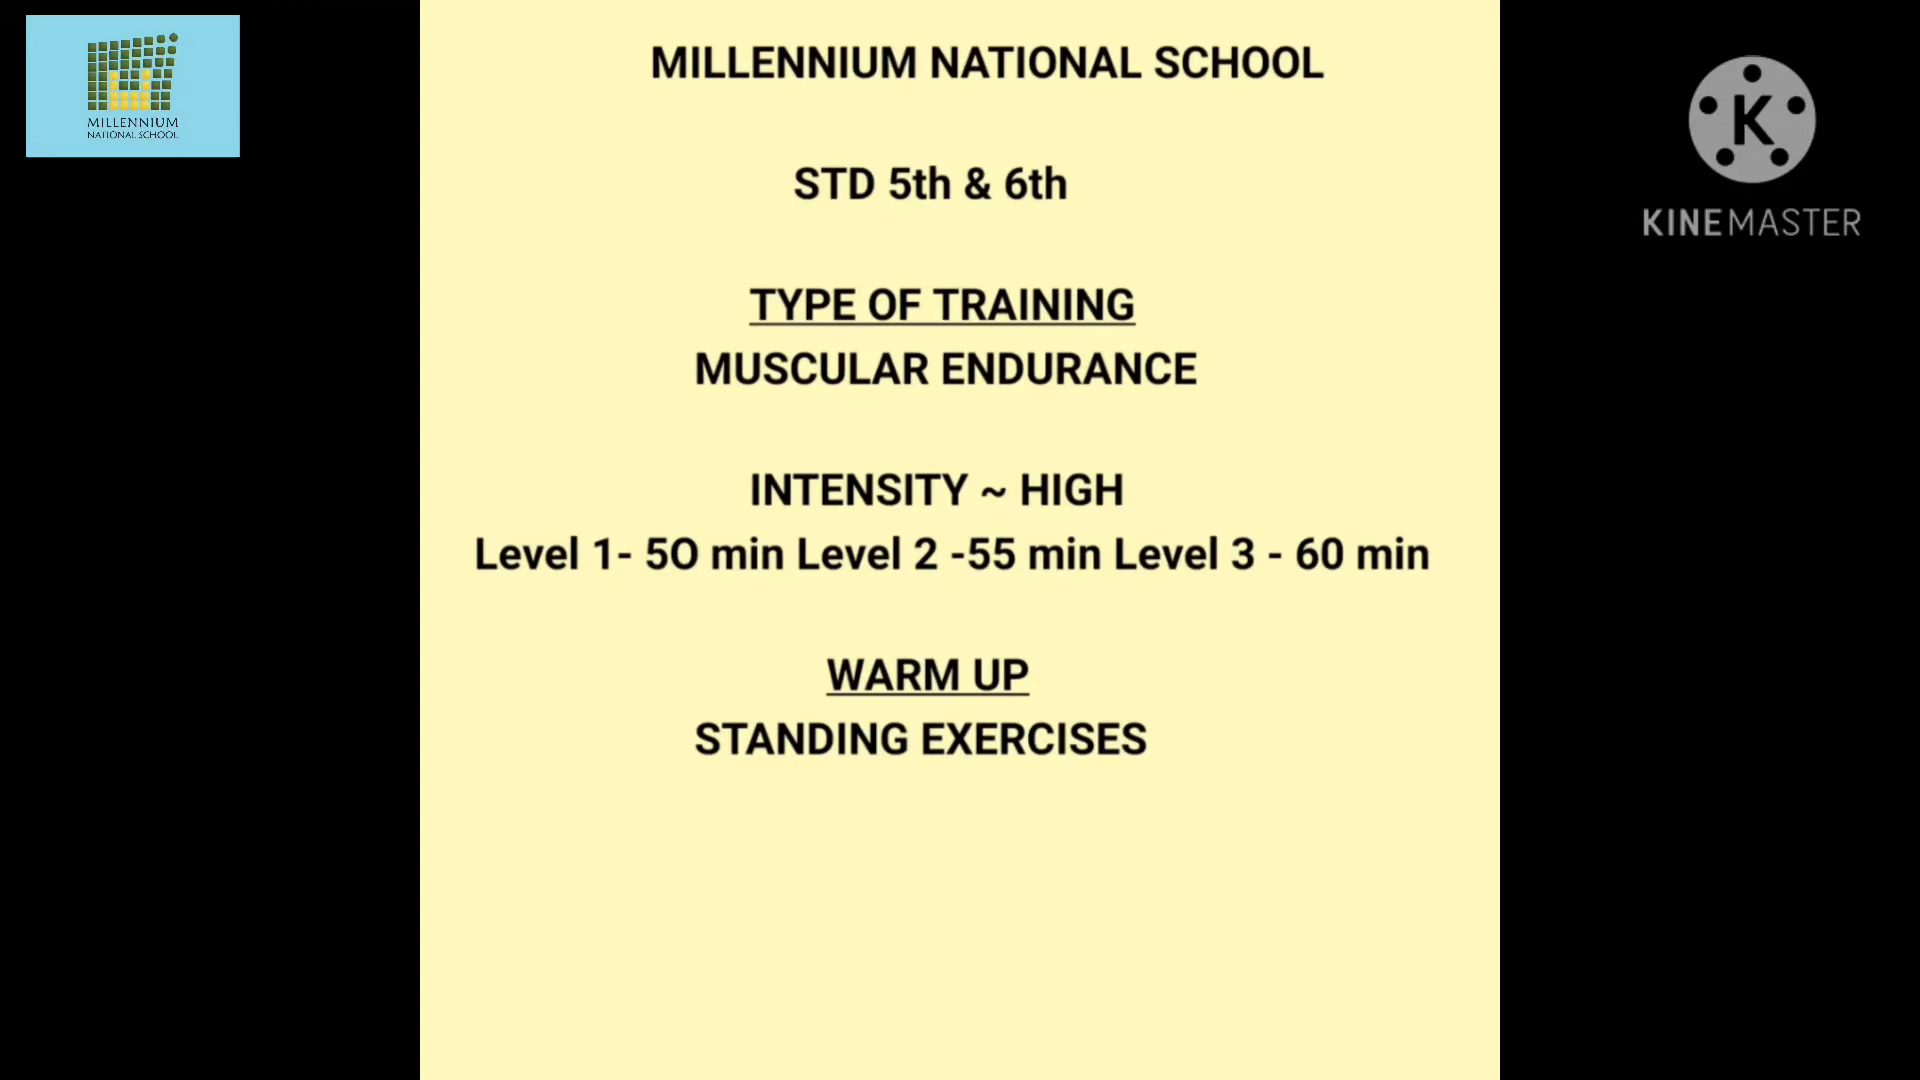 MILLENNIUM
NATIONAL SCHOOL
MILLENNIUM NATIONAL SCHOOL
STD 5th & 6th
TYPE OF TRAINING
MUSCULAR ENDURANCE
INTENSITY ~ HIGH
Level 1- 5O min Level 2 -55 min Level 3 - 60 min
WARM UP
STANDING EXERCISES
K
KINEMASTER